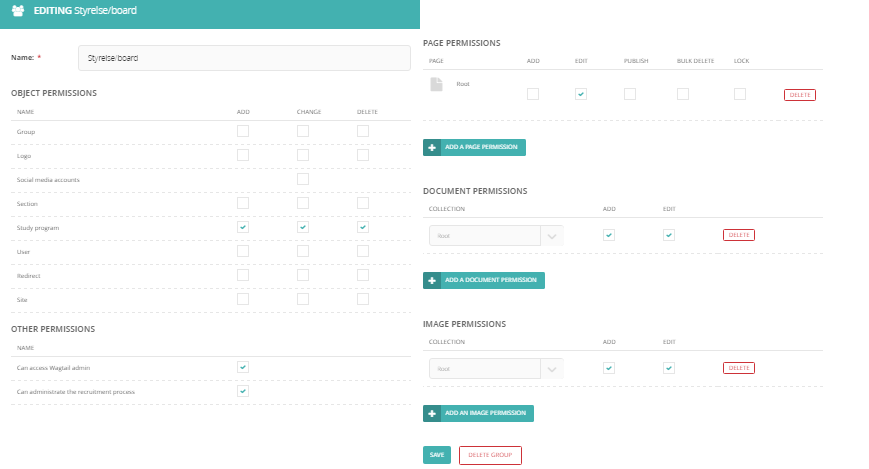 EDITING Styrelse/board
Name: *
Styrelse/board
OBJECT PERMISSIONS
NAME ADD CHANGE DELETE
Group
Logo
Social media accounts
Section
Study program
User
Redirect
Site
OTHER PERMISSIONS
NAME
Can access Wagtail admin
Can administrate the recruitment process
PAGE PERMISSIONS
PAGE ADD EDIT PUBLISH BULK DELETE LOCK
Root
DELETE
ADD A PAGE PERMISSION
DOCUMENT PERMISSIONS
COLLECTION ADD EDIT
Root DELETE
ADD A DOCUMENT PERMISSION
IMAGE PERMISSIONS
COLLECTION ADD EDIT
Root DELETE
ADD AN IMAGE PERMISSION
SAVE DELETE GROUP